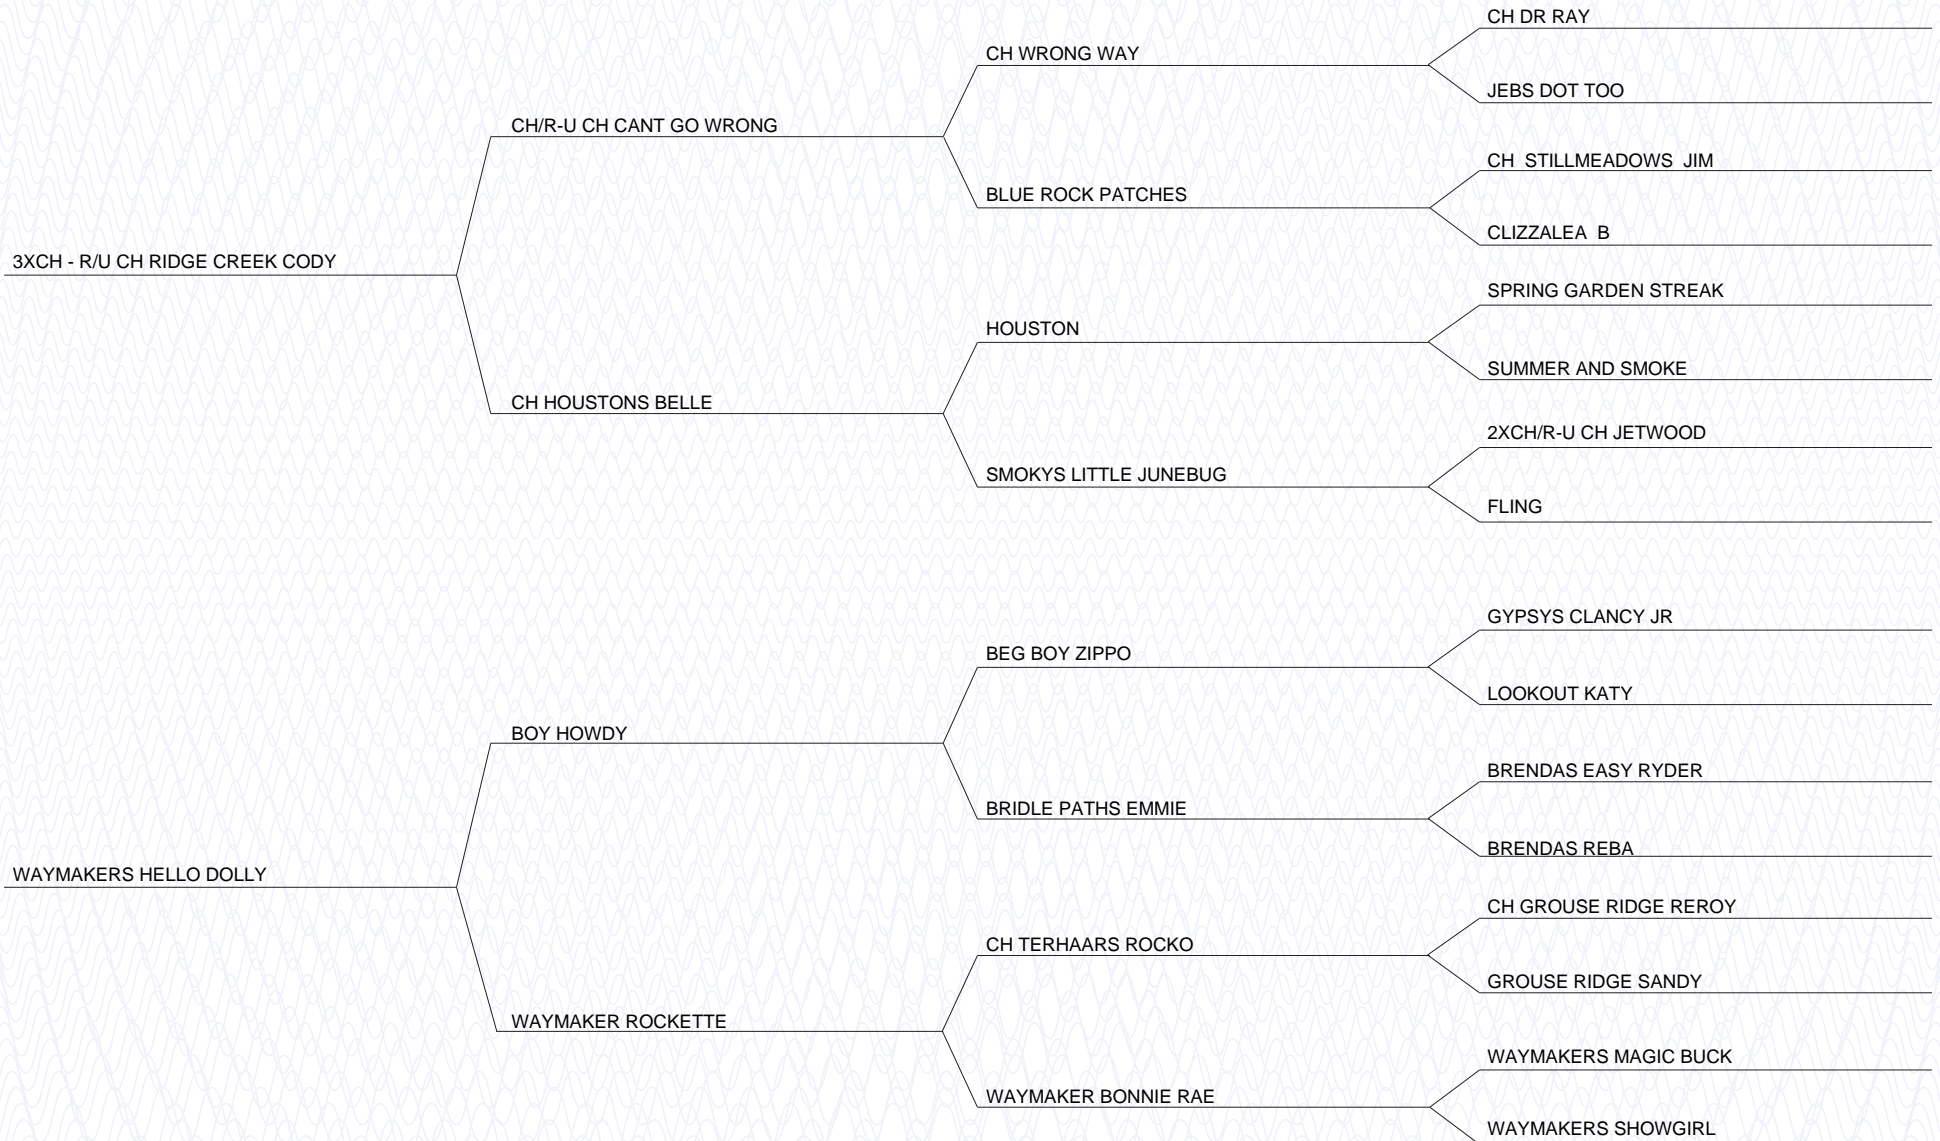 CH DR RAY
CH WRONG WAY
JEBS DOT TOO
CH/R-U CH CANT GO WRONG
CH STILLMEADOWS JIM
BLUE ROCK PATCHES
CLIZZALEA B
3XCH - R/U CH RIDGE CREEK CODY
SPRING GARDEN STREAK
HOUSTON
SUMMER AND SMOKE
CH HOUSTONS BELLE
2XCH/R-U CH JETWOOD
SMOKYS LITTLE JUNEBUG
FLING
GYPSYS CLANCY JR
BEG BOY ZIPPO
LOOKOUT KATY
BOY HOWDY
BRENDAS EASY RYDER
BRIDLE PATHS EMMIE
BRENDAS REBA
WAYMAKERS HELLO DOLLY
CH GROUSE RIDGE REROY
CH TERHAARS ROCKO
GROUSE RIDGE SANDY
WAYMAKER ROCKETTE
WAYMAKERS MAGIC BUCK
WAYMAKER BONNIE RAE
WAYMAKERS SHOWGIRL